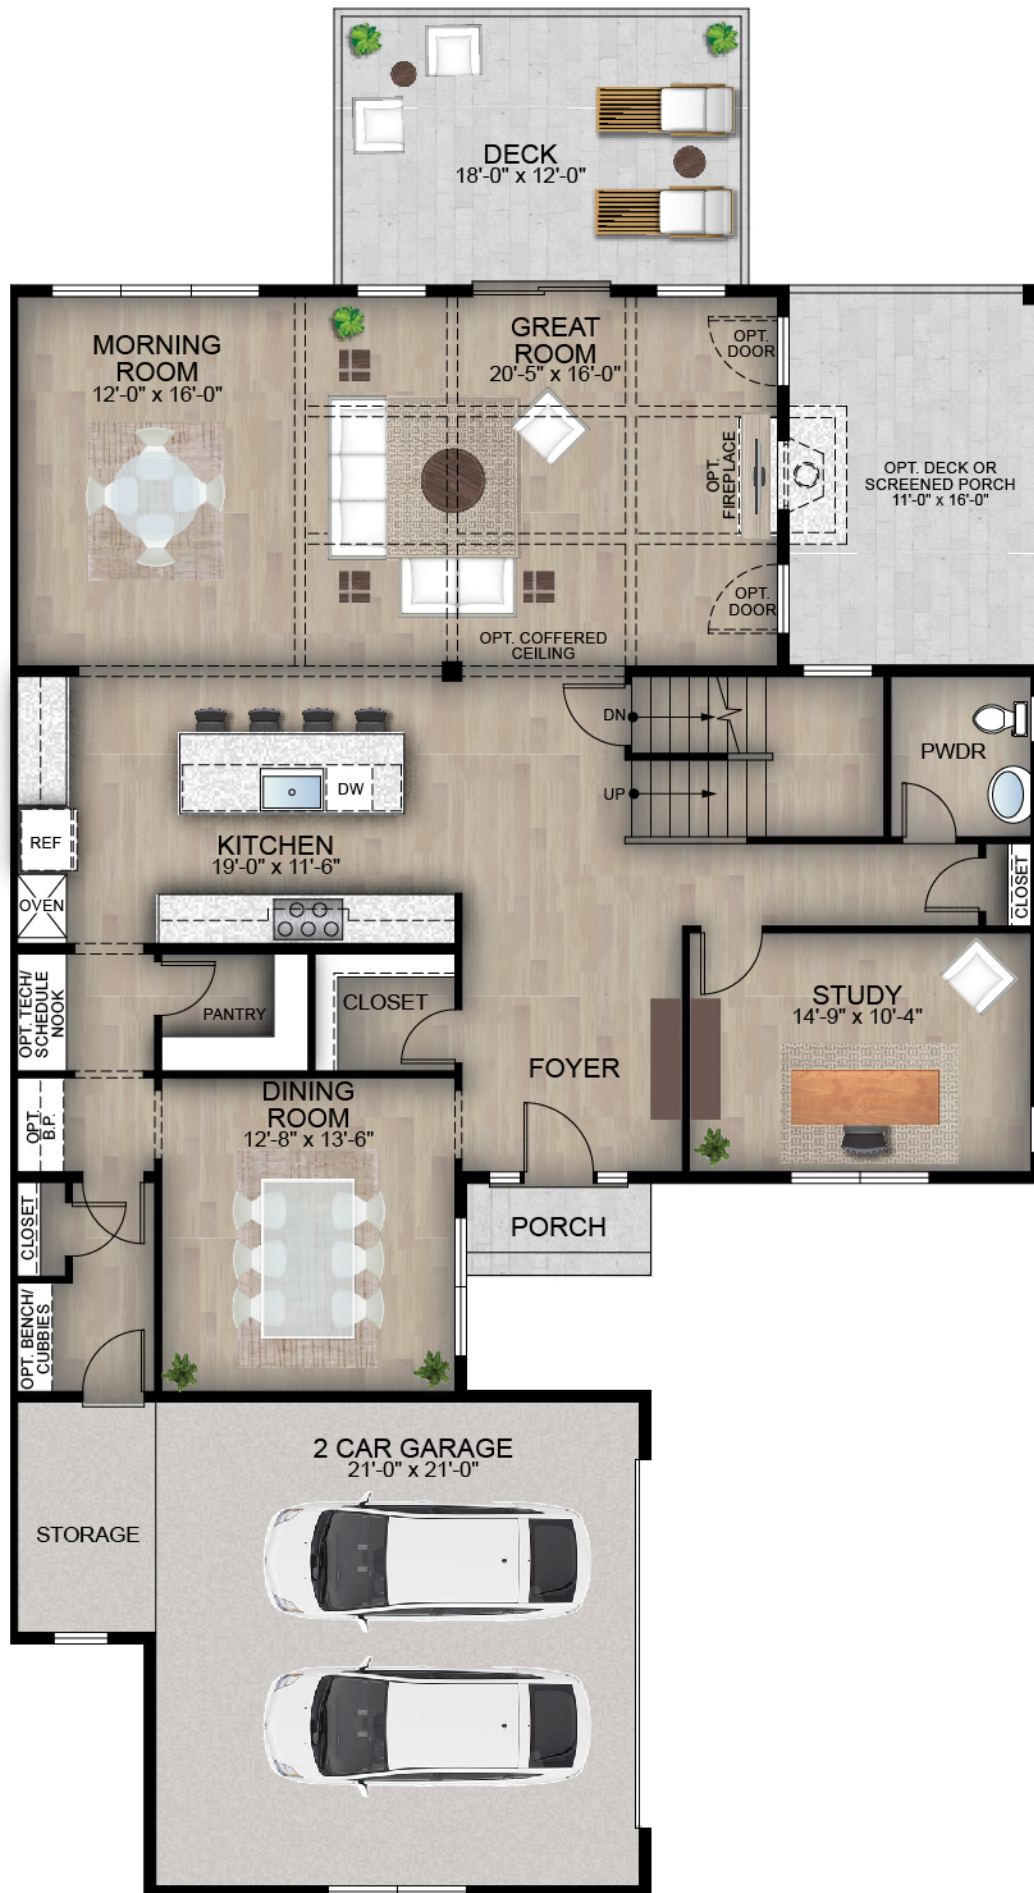 DECK
18'-0" x 12'-0"
MORNING
ROOM
12'-0" x 16'-0"
GREAT
ROOM
20'-5" x 16'-0"
OPT.
DOOR
OPT.
FIREPLACE
OPT. DECK OR
SCREENED PORCH
11'-0" x 16'-0"
OPT.
DOOR
OPT. COFFERED
CEILING
DN
UP
PWDR
DW
REF
KITCHEN
19'-0" x 11'-6"
OVEN
CLOSET
OPT. TECH/
SCHEDULE
NOOK
PANTRY
CLOSET
STUDY
14'-9" x 10'-4"
FOYER
OPT.
B.P.
DINING
ROOM
12'-8" x 13'-6"
CLOSET
PORCH
OPT. BENCH/
CUBBIES
2 CAR GARAGE
21'-0" x 21'-0"
STORAGE